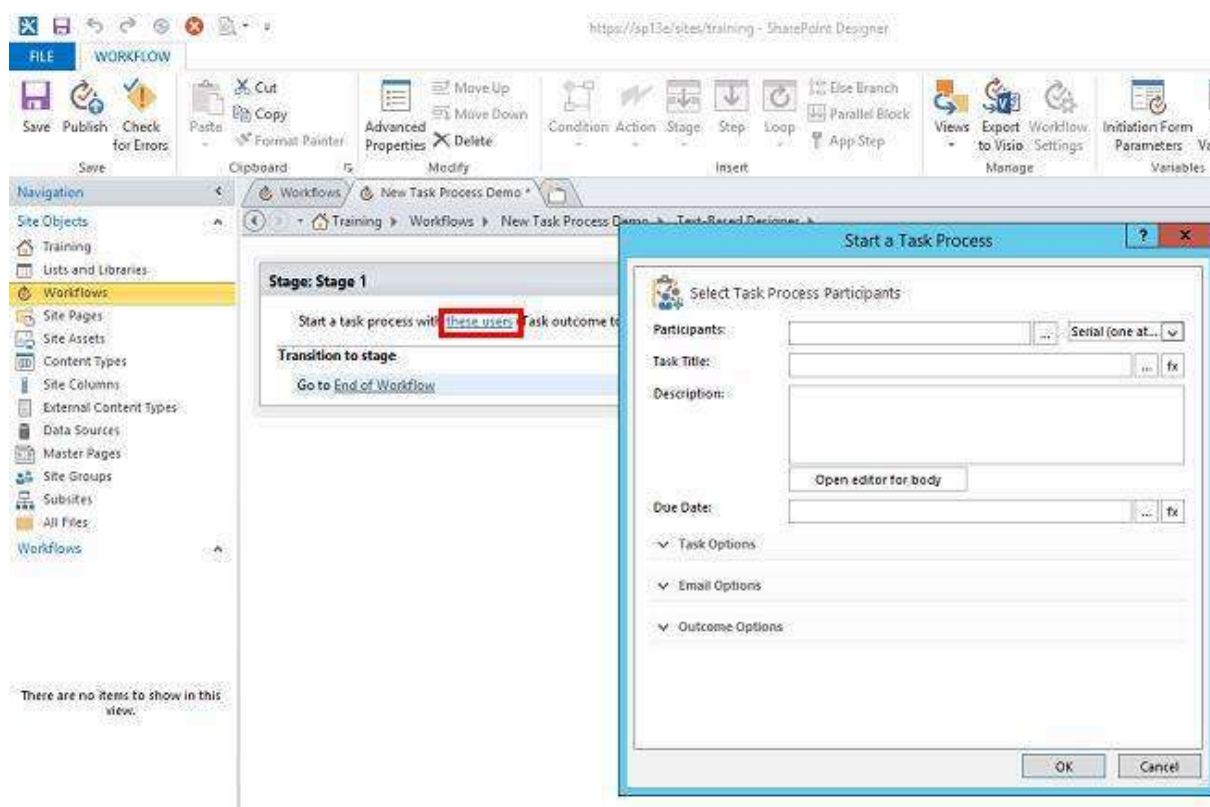 https://sp13e/sites/training - SharePoint Designer
FILE WORKFLOW
Save Publish Check for Errors
Save
Paste Cut
Copy
Format Painter
Clipboard
Advanced Properties Move Up
Move Down
Delete
Modify
Condition Action Stage Step Loop Else Branch
Parallel Block
App Step
Insert
Views Export to Visio Workflow Settings
Manage
Initiation Form Parameters
Variables
Navigation
Site Objects
Training
Lists and Libraries
Workflows
Site Pages
Site Assets
Content Types
Site Columns
External Content Types
Data Sources
Master Pages
Site Groups
Subsites
All Files
Workflows
There are no items to show in this
view.
Workflows New Task Process Demo *
Training Workflows New Task Process Demo Text-Based Designer
Stage: Stage 1
Start a task process with these users Task outcome to
Transition to stage
Go to End of Workflow
Start a Task Process ? x
Select Task Process Participants
Participants: ... Serial (one at...
Task Title: ... fx
Description:
Open editor for body
Due Date: ... fx
Task Options
Email Options
Outcome Options
OK Cancel